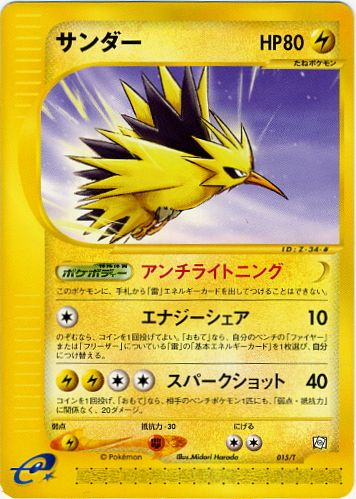 サンダー HP80
たねポケモン
ID:Z-34-#
特殊体質
ポケボディー アンチライトニング
このポケモンに、手札から「雷」エネルギーカードを出してつけることはできない。
エナジーシェア 10
のぞむなら、コインを1回投げてよい。「おもて」なら、自分のベンチの「ファイヤー」
または「フリーザー」についている「雷」の「基本エネルギーカード」を1枚選び、自分
につけ替える。
スパークショット 40
コインを1回投げ、「おもて」なら、相手のベンチポケモン1匹にも、「弱点・抵抗力」
に関係なく、20ダメージ。
弱点 抵抗力-30 にげる
© Pokémon Illus.Midori Harada 015/T
e